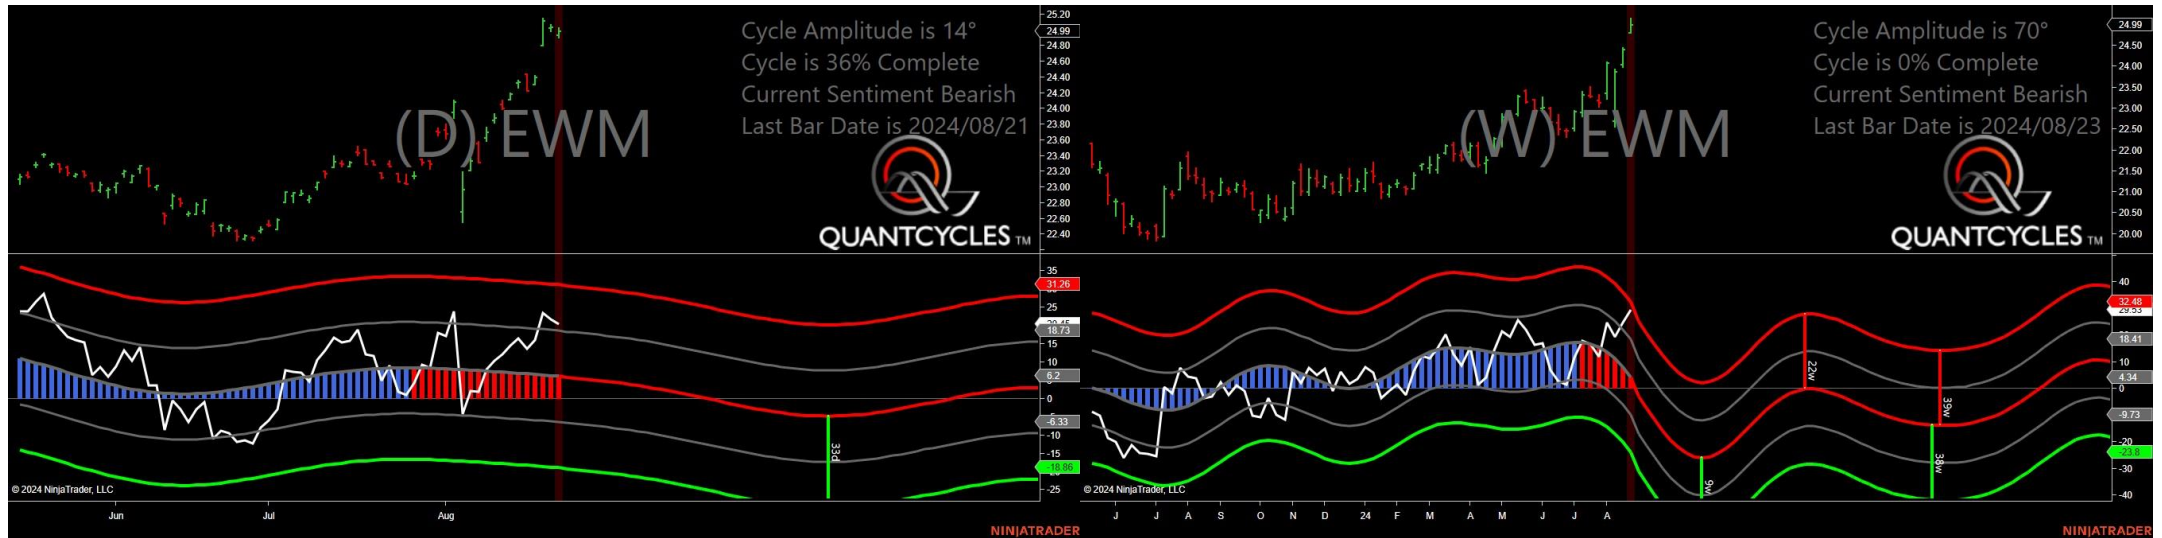 Cycle Amplitude is 14°
Cycle is 36% Complete
Current Sentiment Bearish
Last Bar Date is 2024/08/21
(D) EWM
QUANTCYCLES TM
25.20
24.99
24.80
24.60
24.40
24.20
24.00
23.80
23.60
23.40
23.20
23.00
22.80
22.60
22.40
35
31.26
25
18.73
15
10
6.2
0
-6.33
-10
-15
-18.86
-25
33d
© 2024 NinjaTrader, LLC
Jun
Jul
Aug
NINJATRADER
Cycle Amplitude is 70°
Cycle is 0% Complete
Current Sentiment Bearish
Last Bar Date is 2024/08/23
(W) EWM
QUANTCYCLES TM
24.99
24.50
24.00
23.50
23.00
22.50
22.00
21.50
21.00
20.50
20.00
40
32.48
29.53
18.41
10
4.34
0
-9.73
-20
-23.8
-30
-40
9w
22w
38w
39w
© 2024 NinjaTrader, LLC
J
J
A
S
O
N
D
24
F
M
A
M
J
J
A
NINJATRADER